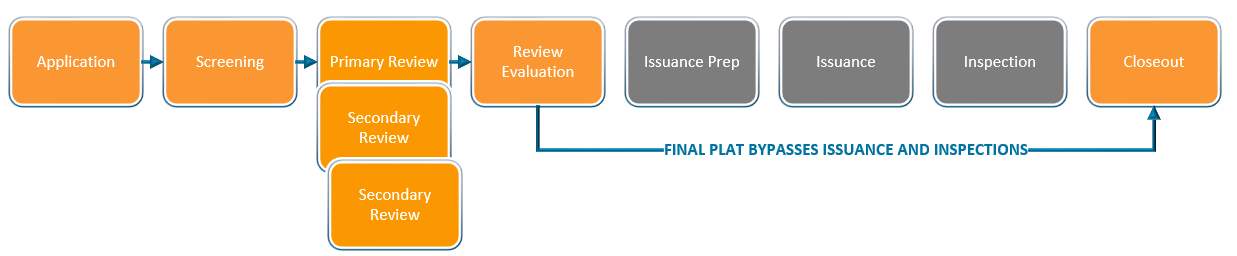 Application
Screening
Primary Review
Secondary
Review
Secondary
Review
Review
Evaluation
Issuance Prep
Issuance
Inspection
Closeout
FINAL PLAT BYPASSES ISSUANCE AND INSPECTIONS